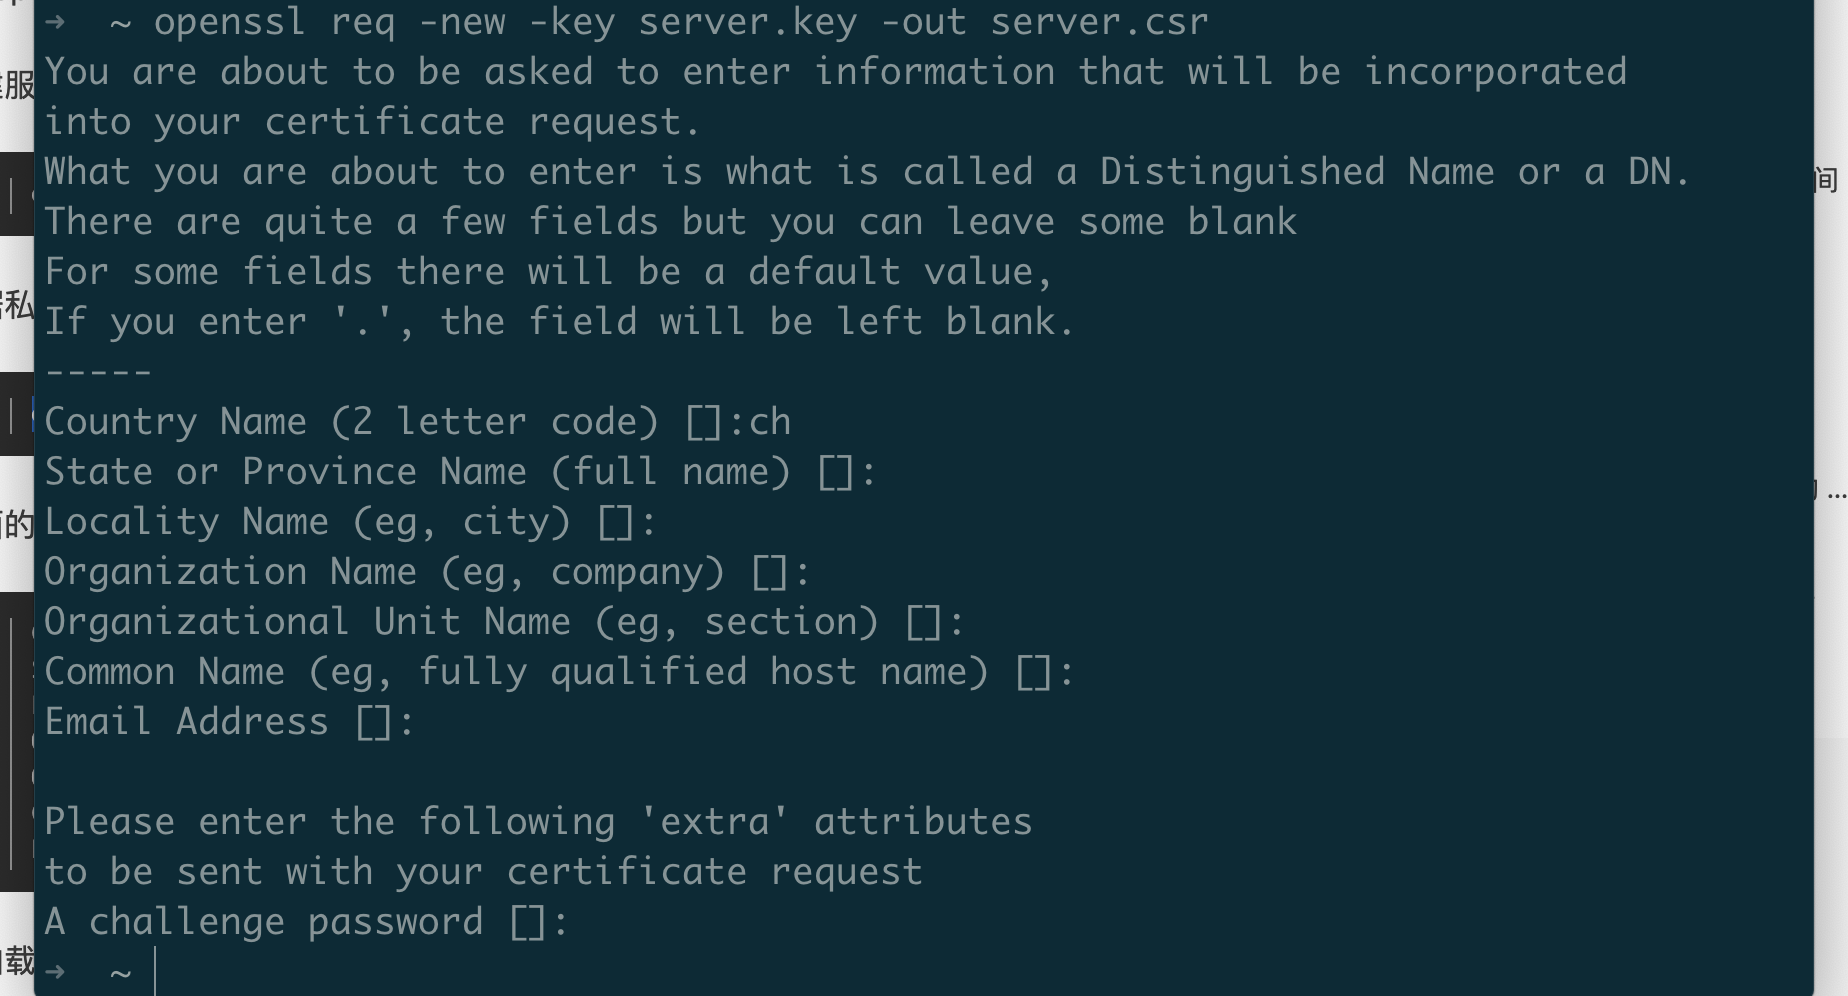 ➜  ~ openssl req -new -key server.key -out server.csr
You are about to be asked to enter information that will be incorporated
into your certificate request.
What you are about to enter is what is called a Distinguished Name or a DN.
There are quite a few fields but you can leave some blank
For some fields there will be a default value,
If you enter '.', the field will be left blank.
-----
Country Name (2 letter code) []:ch
State or Province Name (full name) []:
Locality Name (eg, city) []:
Organization Name (eg, company) []:
Organizational Unit Name (eg, section) []:
Common Name (eg, fully qualified host name) []:
Email Address []:

Please enter the following 'extra' attributes
to be sent with your certificate request
A challenge password []:
➜  ~
服
私
的
载
间
...